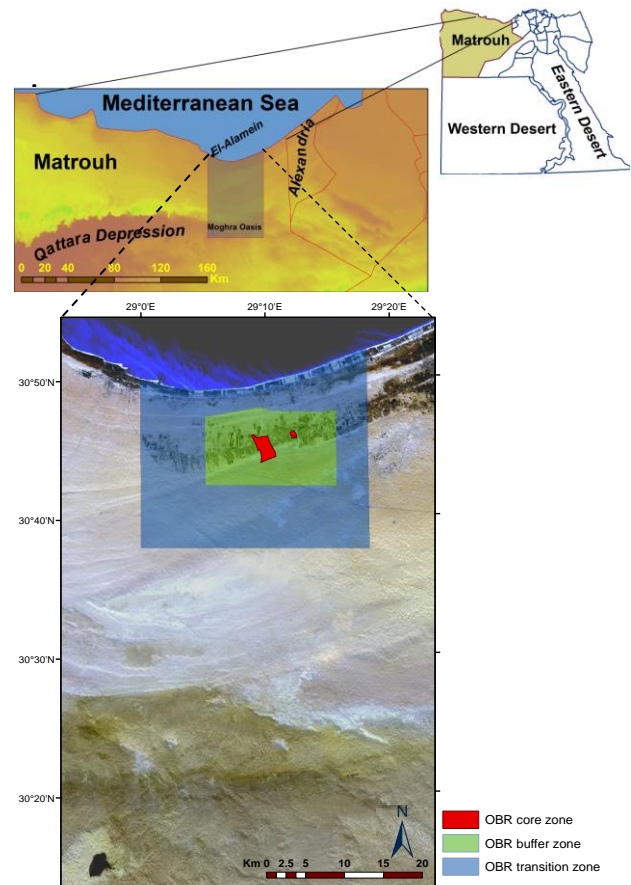 Matrouh
Eastern Desert
Western Desert
Mediterranean Sea
El-Alamein
Matrouh
Alexandria
Moghra Oasis
Qattara Depression
0 20 40 80 120 160
Km
29°0'E 29°10'E 29°20'E
30°50'N
30°40'N
30°30'N
30°20'N
N
Km 0 2.5 5 10 15 20
OBR core zone
OBR buffer zone
OBR transition zone